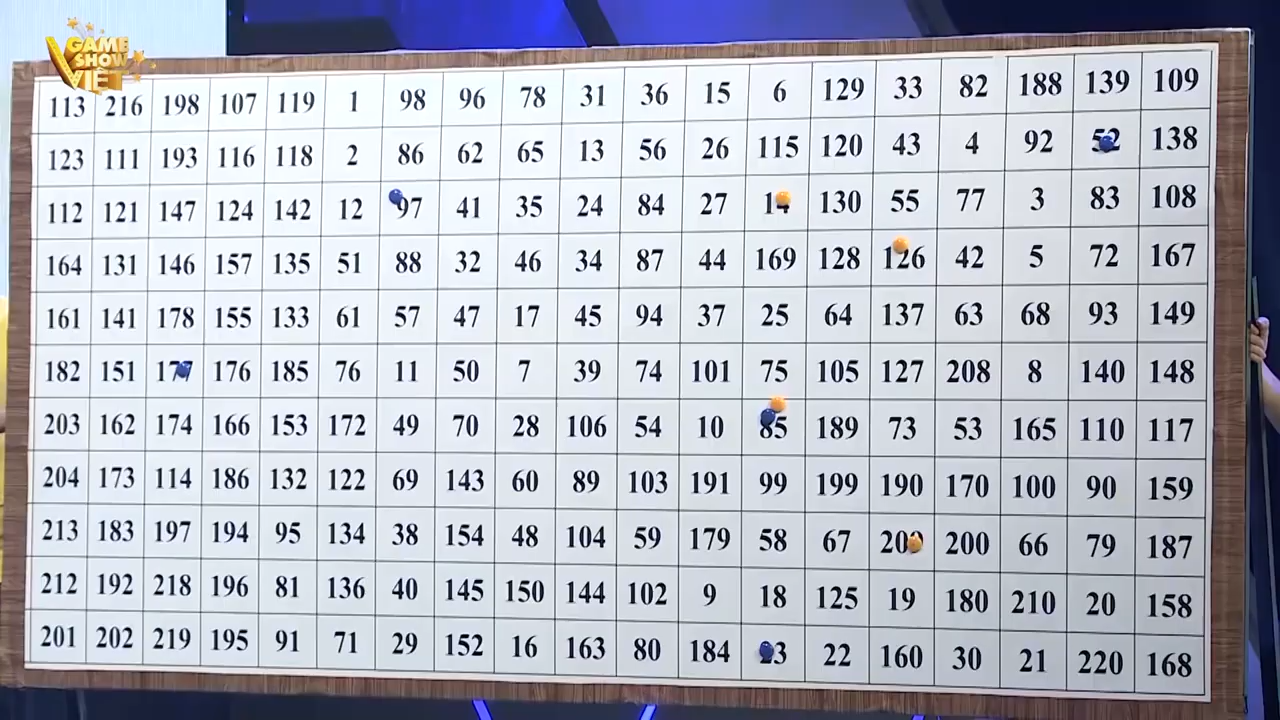 GAME
SHOW
VIỆT
113 216 198 107 119 1 98 96 78 31 36 15 6 129 33 82 188 139 109
123 111 193 116 118 2 86 62 65 13 56 26 115 120 43 4 92 52 138
112 121 147 124 142 12 97 41 35 24 84 27 14 130 55 77 3 83 108
164 131 146 157 135 51 88 32 46 34 87 44 169 128 126 42 5 72 167
161 141 178 155 133 61 57 47 17 45 94 37 25 64 137 63 68 93 149
182 151 177 176 185 76 11 50 7 39 74 101 75 105 127 208 8 140 148
203 162 174 166 153 172 49 70 28 106 54 10 85 189 73 53 165 110 117
204 173 114 186 132 122 69 143 60 89 103 191 99 199 190 170 100 90 159
213 183 197 194 95 134 38 154 48 104 59 179 58 67 209 200 66 79 187
212 192 218 196 81 136 40 145 150 144 102 9 18 125 19 180 210 20 158
201 202 219 195 91 71 29 152 16 163 80 184 23 22 160 30 21 220 168